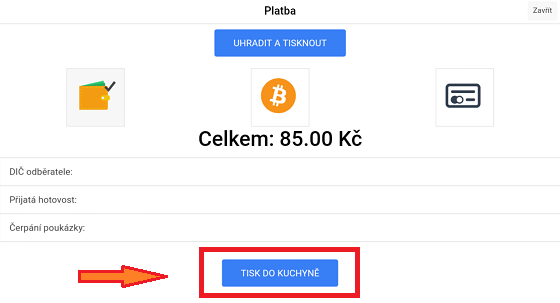 Platba
Zavřít
UHRADIT A TISKNOUT
Celkem: 85.00 Kč
DIČ odběratele:
Přijatá hotovost:
Čerpání poukázky:
TISK DO KUCHYNĚ